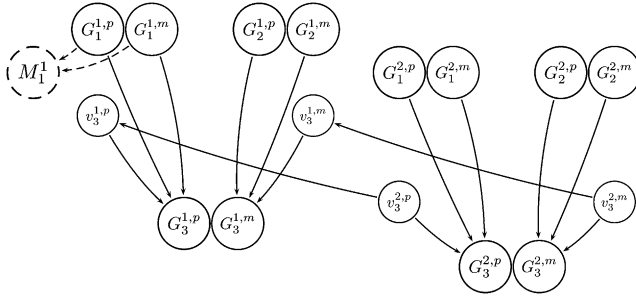 G_1^{1,p} G_1^{1,m} G_2^{1,p} G_2^{1,m}
M_1^1 G_1^{2,p} G_1^{2,m} G_2^{2,p} G_2^{2,m}
v_3^{1,p} v_3^{1,m}
v_3^{2,p} v_3^{2,m}
G_3^{1,p} G_3^{1,m}
G_3^{2,p} G_3^{2,m}